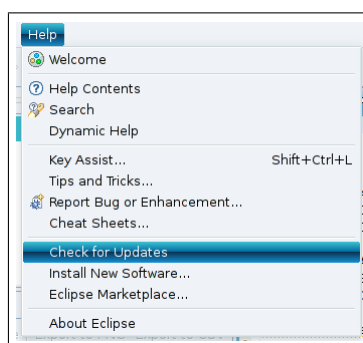 Help
Welcome
Help Contents
Search
Dynamic Help
Key Assist... Shift+Ctrl+L
Tips and Tricks...
Report Bug or Enhancement...
Cheat Sheets...
Check for Updates
Install New Software...
Eclipse Marketplace...
About Eclipse